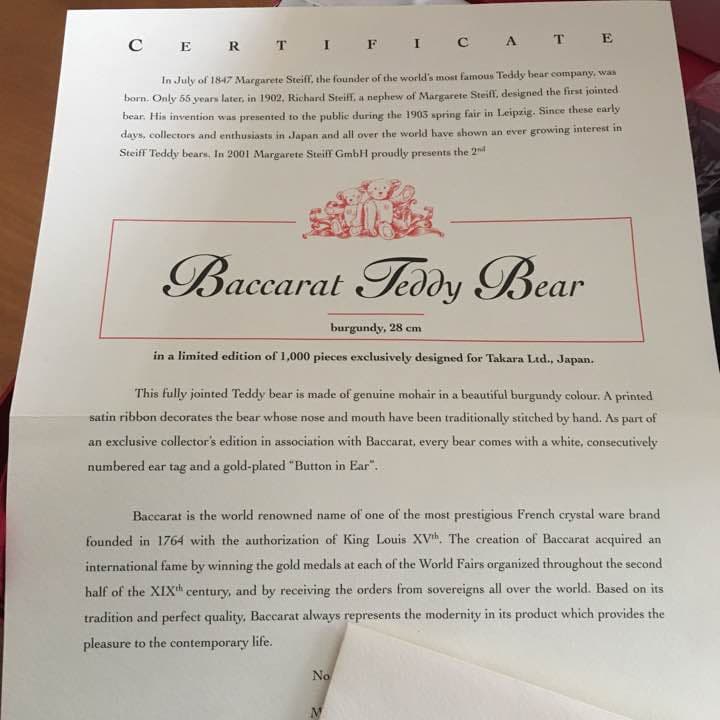 CERTIFICATE
In July of 1847 Margarete Steiff, the founder of the world's most famous Teddy bear company, was
born. Only 55 years later, in 1902, Richard Steiff, a nephew of Margarete Steiff, designed the first jointed
bear. His invention was presented to the public during the 1903 spring fair in Leipzig. Since these early
days, collectors and enthusiasts in Japan and all over the world have shown an ever growing interest in
Steiff Teddy bears. In 2001 Margarete Steiff GmbH proudly presents the 2nd
Baccarat Teddy Bear
burgundy, 28 cm
in a limited edition of 1,000 pieces exclusively designed for Takara Ltd., Japan.
This fully jointed Teddy bear is made of genuine mohair in a beautiful burgundy colour. A printed
satin ribbon decorates the bear whose nose and mouth have been traditionally stitched by hand. As part of
an exclusive collector's edition in association with Baccarat, every bear comes with a white, consecutively
numbered ear tag and a gold-plated "Button in Ear".
Baccarat is the world renowned name of one of the most prestigious French crystal ware brand
founded in 1764 with the authorization of King Louis XVth. The creation of Baccarat acquired an
international fame by winning the gold medals at each of the World Fairs organized throughout the second
half of the XIXth century, and by receiving the orders from sovereigns all over the world. Based on its
tradition and perfect quality, Baccarat always represents the modernity in its product which provides the
pleasure to the contemporary life.
No